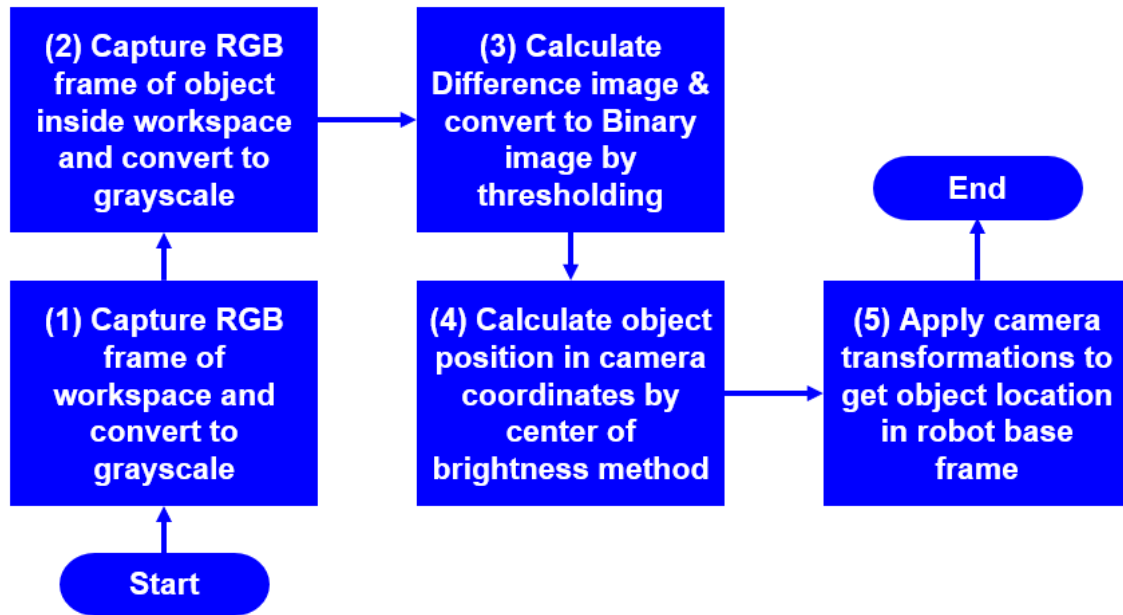 Start
(1) Capture RGB
frame of
workspace and
convert to
grayscale
(2) Capture RGB
frame of object
inside workspace
and convert to
grayscale
(3) Calculate
Difference image &
convert to Binary
image by
thresholding
(4) Calculate object
position in camera
coordinates by
center of
brightness method
(5) Apply camera
transformations to
get object location
in robot base
frame
End